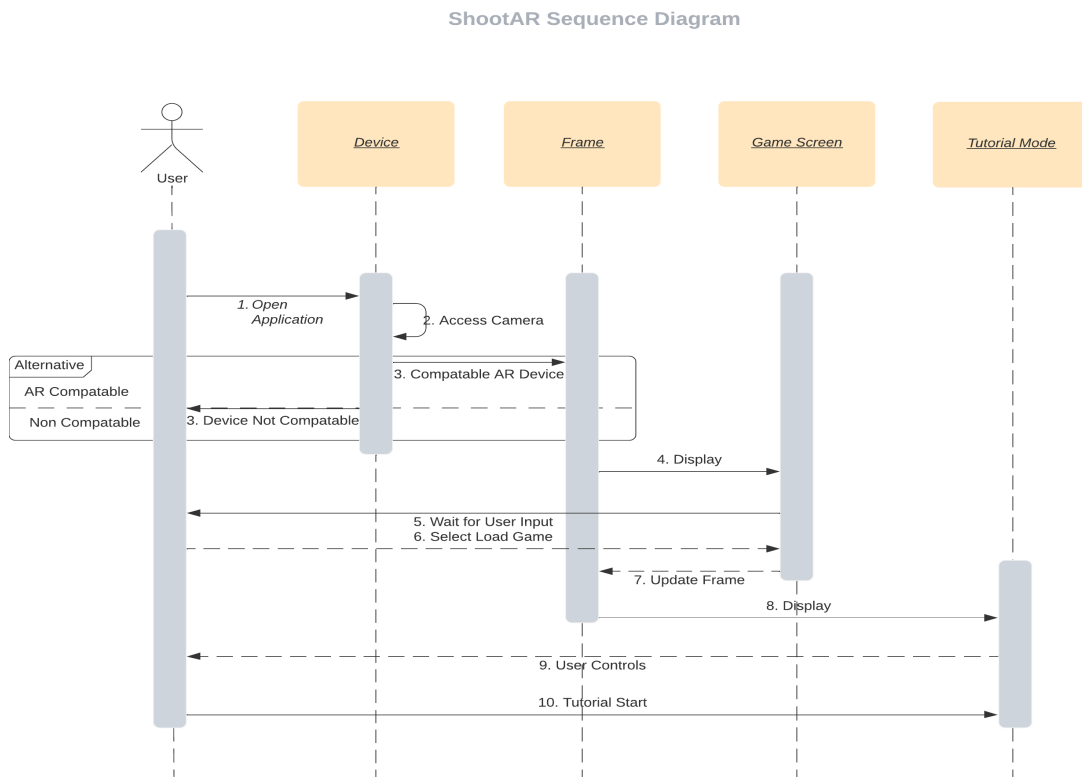 ShootAR Sequence Diagram
User
Device
Frame
Game Screen
Tutorial Mode
1. Open
Application
2. Access Camera
Alternative
3. Compatable AR Device
AR Compatable
Non Compatable
3. Device Not Compatable
4. Display
5. Wait for User Input
6. Select Load Game
7. Update Frame
8. Display
9. User Controls
10. Tutorial Start